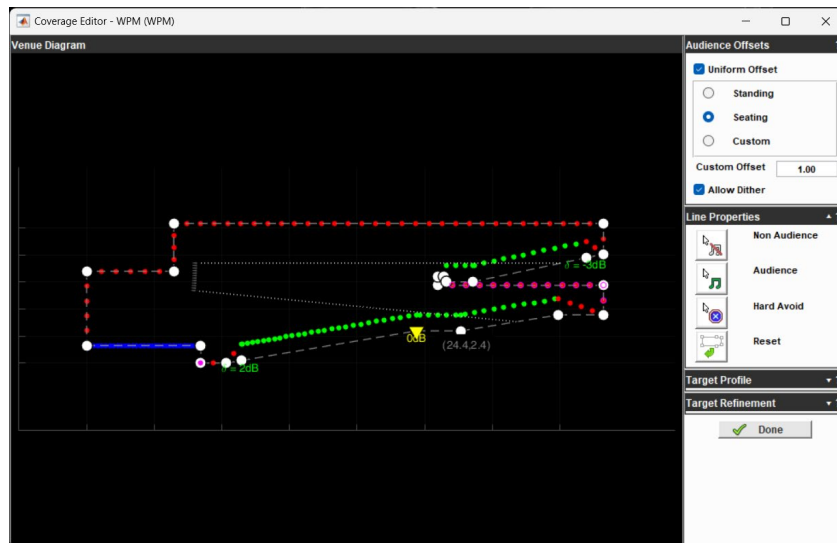 Coverage Editor - WPM (WPM)
Venue Diagram
Audience Offsets
Uniform Offset
Standing
Seating
Custom
Custom Offset 1.00
Allow Dither
Line Properties
Non Audience
Audience
Hard Avoid
Reset
Target Profile
Target Refinement
Done
δ = -3dB
0dB
(24.4,2.4)
δ = 2dB